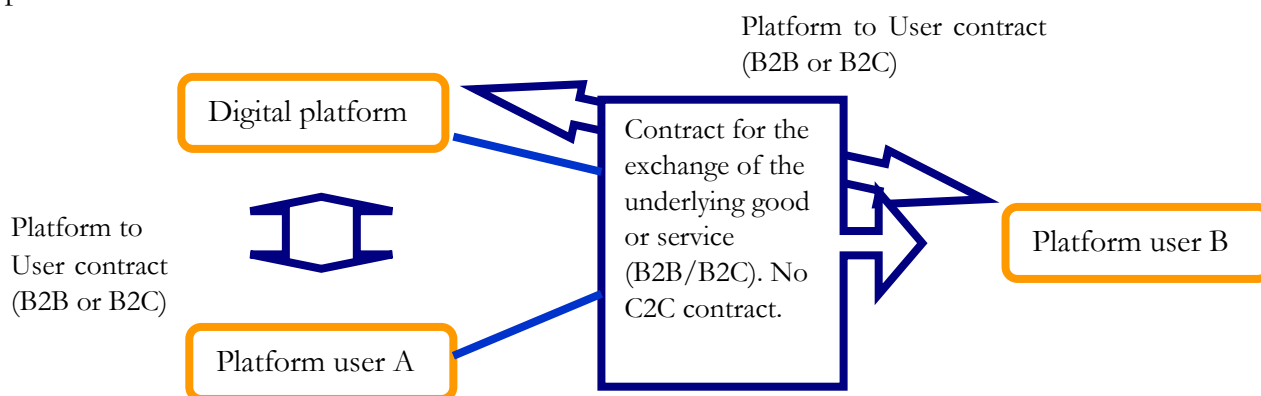 Platform to User contract
(B2B or B2C)
Digital platform
Contract for the
exchange of the
underlying good
or service
(B2B/B2C). No
C2C contract.
Platform to
User contract
(B2B or B2C)
Platform user B
Platform user A